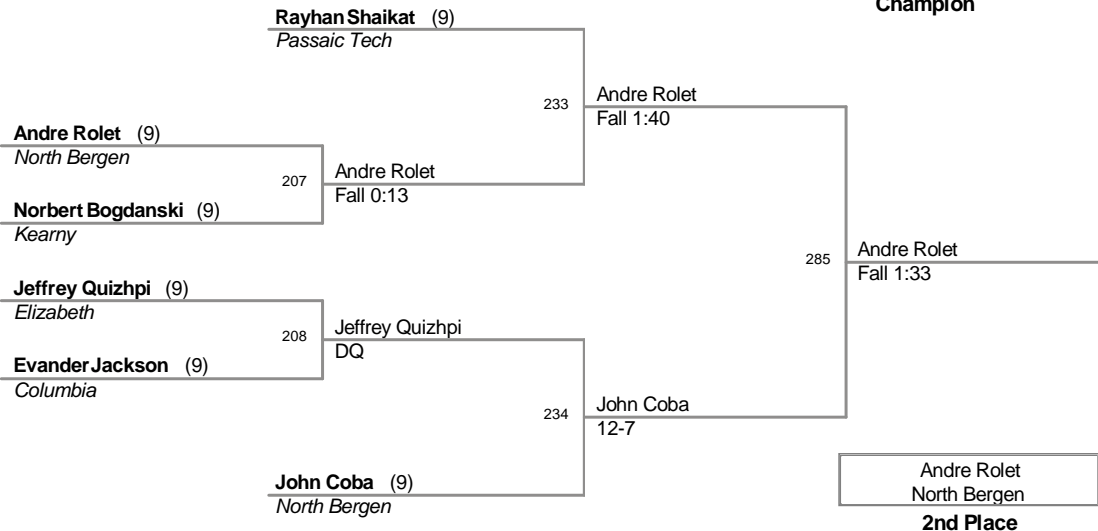 Champion
Rayhan Shaikat (9)
Passaic Tech
233
Andre Rolet
Fall 1:40
Andre Rolet (9)
North Bergen
207
Andre Rolet
Fall 0:13
Norbert Bogdanski (9)
Kearny
285
Andre Rolet
Fall 1:33
Jeffrey Quizhpi (9)
Elizabeth
208
Jeffrey Quizhpi
DQ
Evander Jackson (9)
Columbia
234
John Coba
12-7
John Coba (9)
North Bergen
Andre Rolet
North Bergen
2nd Place